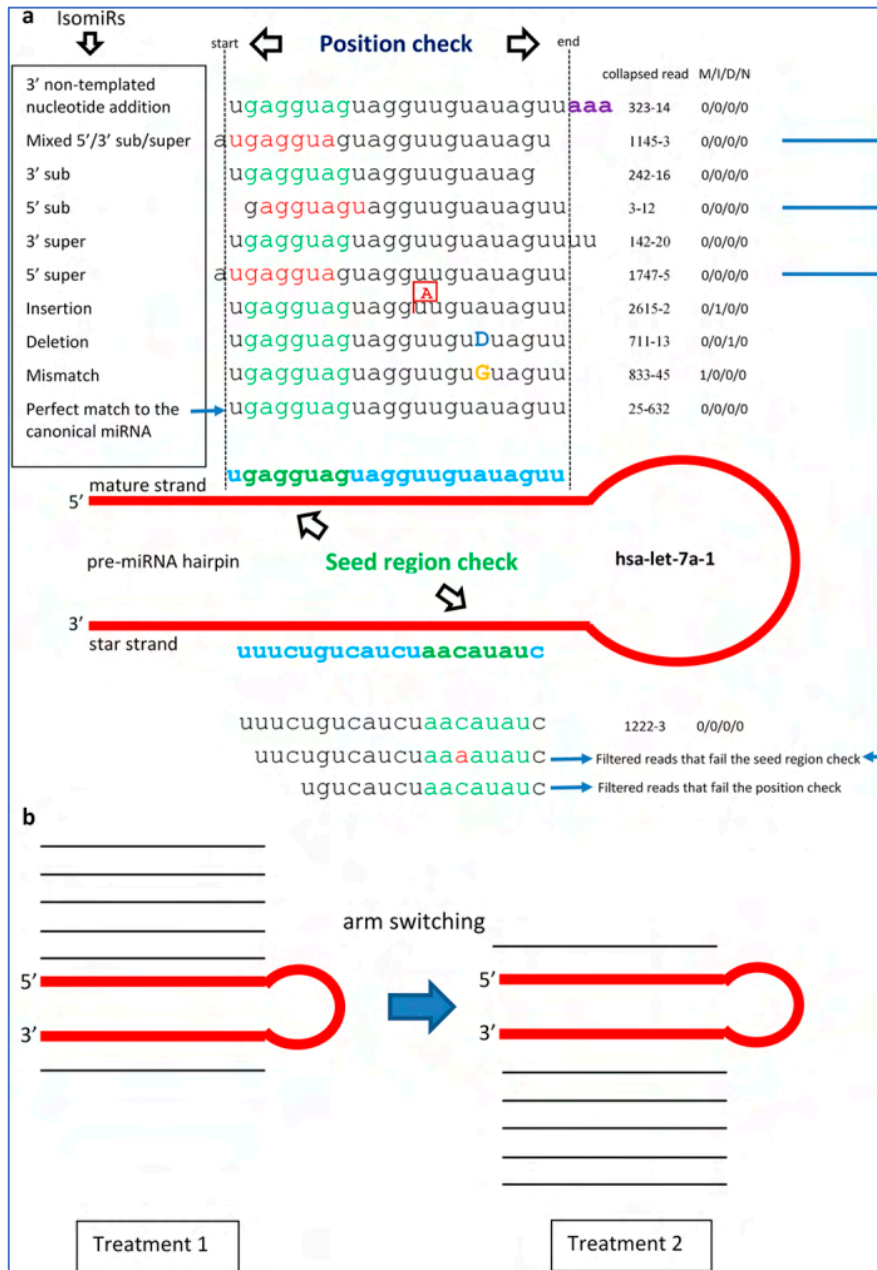 a IsomiRs
start Position check end
collapsed read M/I/D/N
3′ non-templated
nucleotide addition ugagguaguagguuguauaguuaaa 323-14 0/0/0/0
Mixed 5′/3′ sub/super augagguaguagguuguauagu 1145-3 0/0/0/0
3′ sub ugagguaguagguuguauag 242-16 0/0/0/0
5′ sub gagguaguagguuguauaguu 3-12 0/0/0/0
3′ super ugagguaguagguuguauaguuuu 142-20 0/0/0/0
5′ super augagguaguagguuguauaguu 1747-5 0/0/0/0
A
Insertion ugagguaguagguuguauaguu 2615-2 0/1/0/0
Deletion ugagguaguagguuguDuaguu 711-13 0/0/1/0
Mismatch ugagguaguagguuguGuaguu 833-45 1/0/0/0
Perfect match to the
canonical miRNA ugagguaguagguuguauaguu 25-632 0/0/0/0
ugagguaguagguuguauaguu
mature strand
5′
pre-miRNA hairpin Seed region check hsa-let-7a-1
3′
star strand
uuucugucaucuaacauauc
uuucugucaucuaacauauc 1222-3 0/0/0/0
uucugucaucuaaaauauc Filtered reads that fail the seed region check
ugucaucuaacauauc Filtered reads that fail the position check
b
arm switching
5′ 5′
3′ 3′
Treatment 1 Treatment 2